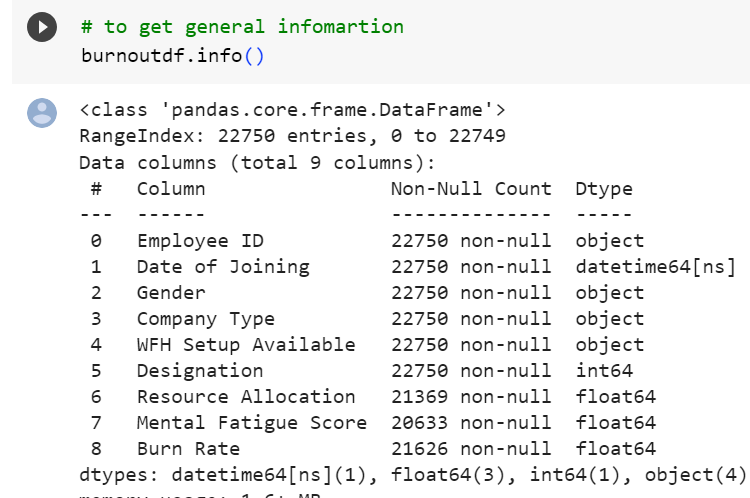 # to get general infomartion
burnoutdf.info()
<class 'pandas.core.frame.DataFrame'>
RangeIndex: 22750 entries, 0 to 22749
Data columns (total 9 columns):
 #   Column                Non-Null Count  Dtype
---  ------                --------------  -----
 0   Employee ID           22750 non-null  object
 1   Date of Joining       22750 non-null  datetime64[ns]
 2   Gender                22750 non-null  object
 3   Company Type          22750 non-null  object
 4   WFH Setup Available   22750 non-null  object
 5   Designation           22750 non-null  int64
 6   Resource Allocation   21369 non-null  float64
 7   Mental Fatigue Score  20633 non-null  float64
 8   Burn Rate             21626 non-null  float64
dtypes: datetime64[ns](1), float64(3), int64(1), object(4)
memory usage: 1.6+ MB